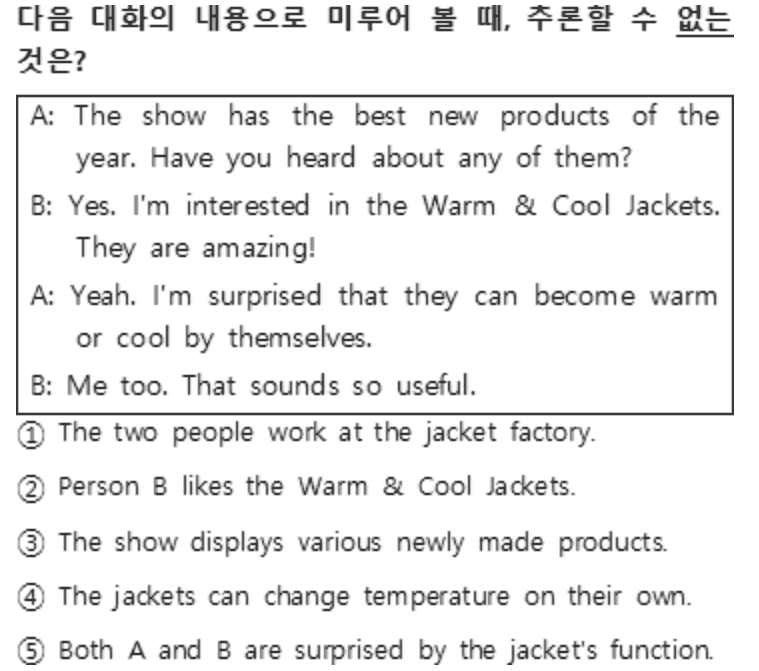 다음 대화의 내용으로 미루어 볼 때, 추론할 수 없는
것은?
A: The show has the best new products of the
year. Have you heard about any of them?
B: Yes. I'm interested in the Warm & Cool Jackets.
They are amazing!
A: Yeah. I'm surprised that they can become warm
or cool by themselves.
B: Me too. That sounds so useful.
① The two people work at the jacket factory.
② Person B likes the Warm & Cool Jackets.
③ The show displays various newly made products.
④ The jackets can change temperature on their own.
⑤ Both A and B are surprised by the jacket's function.